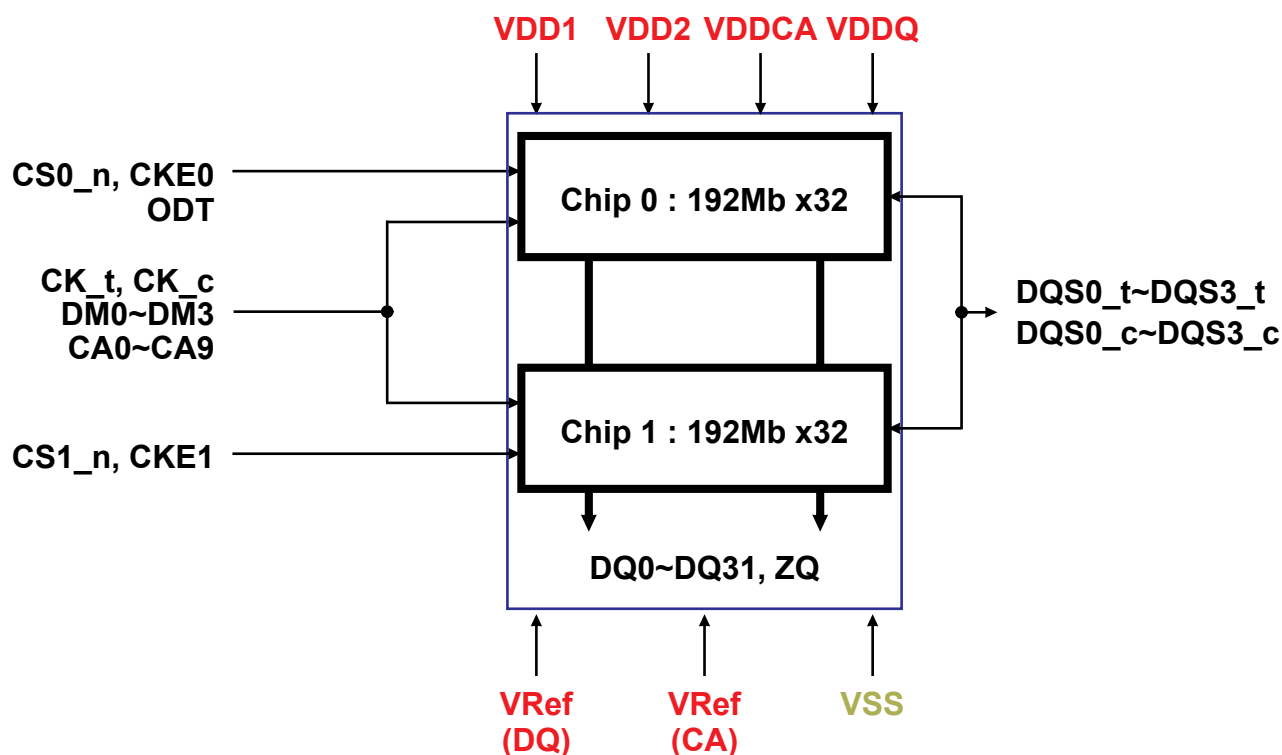 VDD1 VDD2 VDDCA VDDQ
CS0_n, CKE0
ODT
Chip 0 : 192Mb x32
CK_t, CK_c
DM0~DM3
CA0~CA9
DQS0_t~DQS3_t
DQS0_c~DQS3_c
Chip 1 : 192Mb x32
CS1_n, CKE1
DQ0~DQ31, ZQ
VRef
(DQ)
VRef
(CA)
VSS